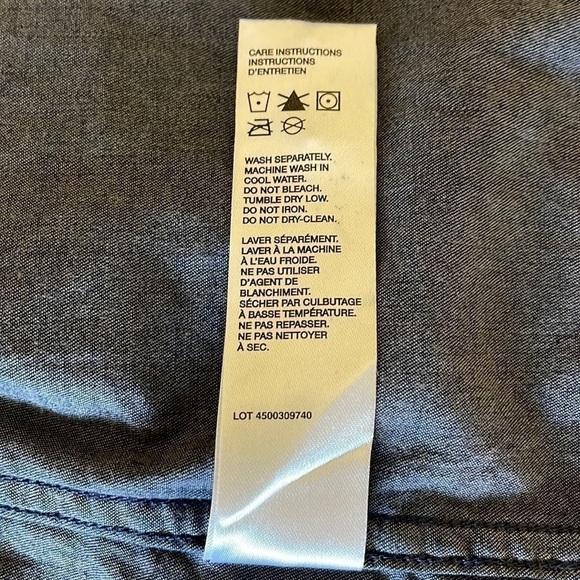 CARE INSTRUCTIONS
INSTRUCTIONS
D'ENTRETIEN
WASH SEPARATELY.
MACHINE WASH IN
COOL WATER.
DO NOT BLEACH.
TUMBLE DRY LOW.
DO NOT IRON.
DO NOT DRY-CLEAN.
LAVER SÉPARÉMENT.
LAVER À LA MACHINE
À L'EAU FROIDE.
NE PAS UTILISER
D'AGENT DE
BLANCHIMENT.
SÉCHER PAR CULBUTAGE
À BASSE TEMPÉRATURE.
NE PAS REPASSER.
NE PAS NETTOYER
À SEC.
LOT 4500309740